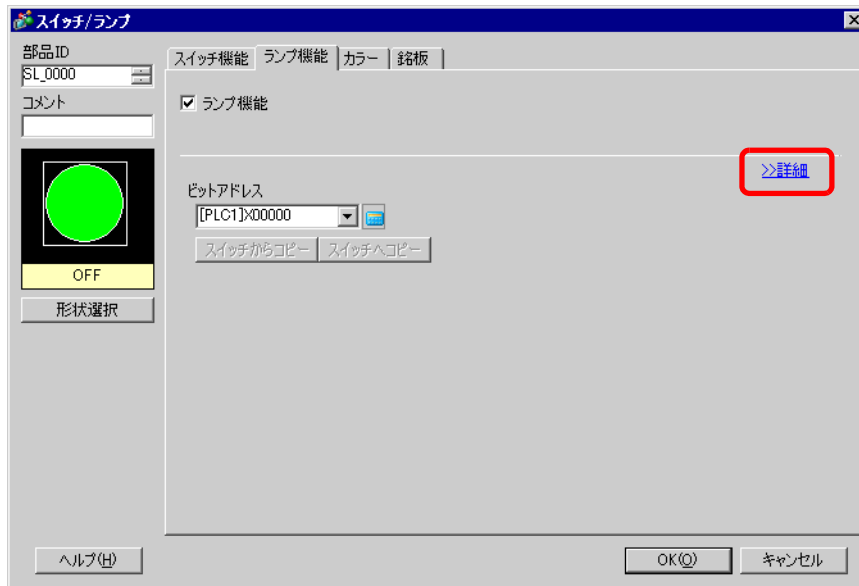 スイッチ/ランプ
部品ID
SL_0000
コメント
OFF
形状選択
スイッチ機能 ランプ機能 カラー 銘板
ランプ機能
>>詳細
ビットアドレス
[PLC1]X00000
スイッチからコピー スイッチへコピー
ヘルプ(H) OK(O) キャンセル